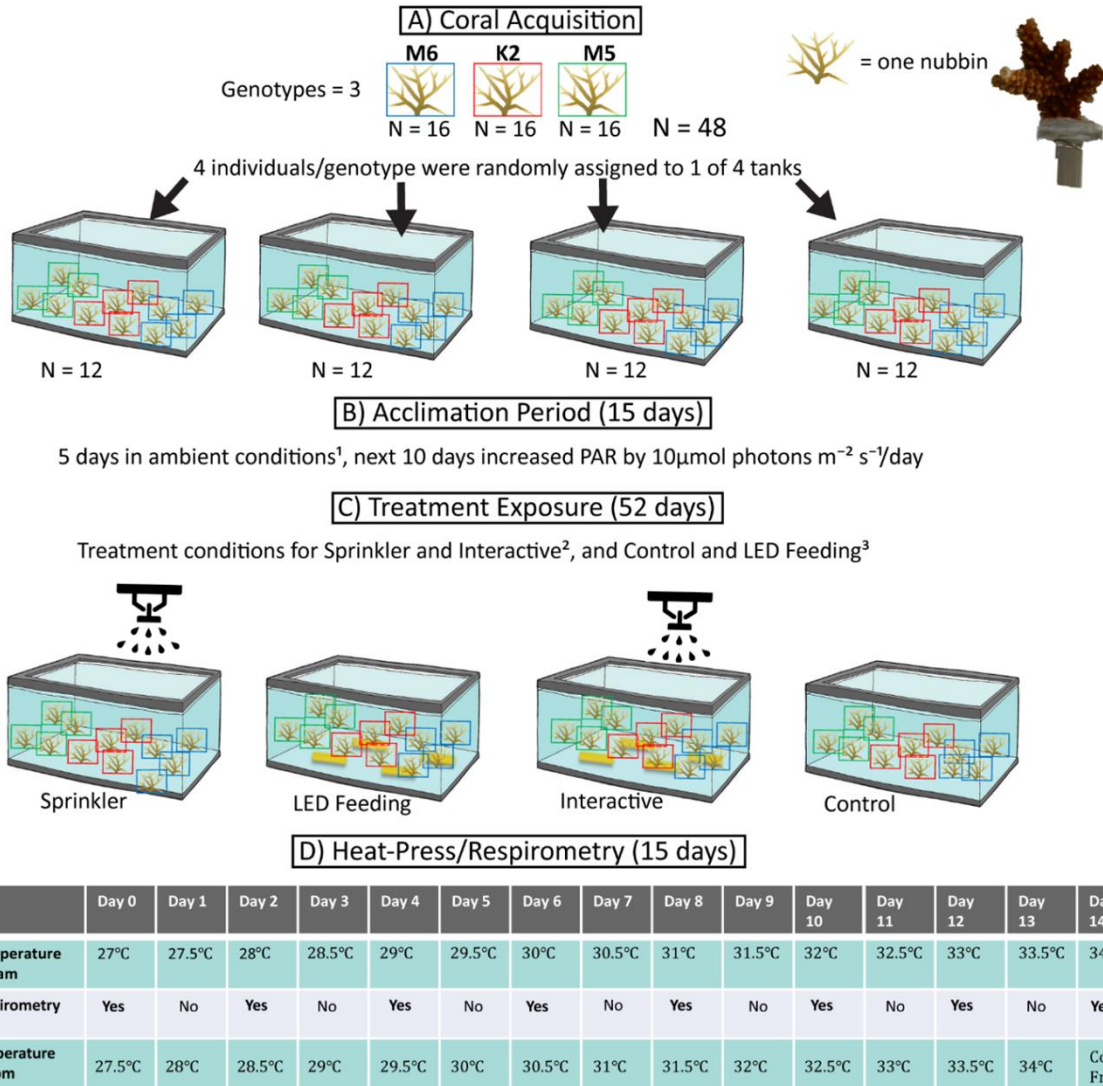 A) Coral Acquisition
M6 K2 M5
Genotypes = 3
= one nubbin
N = 16 N = 16 N = 16 N = 48
4 individuals/genotype were randomly assigned to 1 of 4 tanks
N = 12 N = 12 N = 12 N = 12
B) Acclimation Period (15 days)
5 days in ambient conditions¹, next 10 days increased PAR by 10µmol photons m⁻² s⁻¹/day
C) Treatment Exposure (52 days)
Treatment conditions for Sprinkler and Interactive², and Control and LED Feeding³
Sprinkler LED Feeding Interactive Control
D) Heat-Press/Respirometry (15 days)
Day 0 Day 1 Day 2 Day 3 Day 4 Day 5 Day 6 Day 7 Day 8 Day 9 Day 10 Day 11 Day 12 Day 13 14
27°C 27.5°C 28°C 28.5°C 29°C 29.5°C 30°C 30.5°C 31°C 31.5°C 32°C 32.5°C 33°C 33.5°C 34
Yes No Yes No Yes No Yes No Yes No Yes No Yes No
27.5°C 28°C 28.5°C 29°C 29.5°C 30°C 30.5°C 31°C 31.5°C 32°C 32.5°C 33°C 33.5°C 34°C